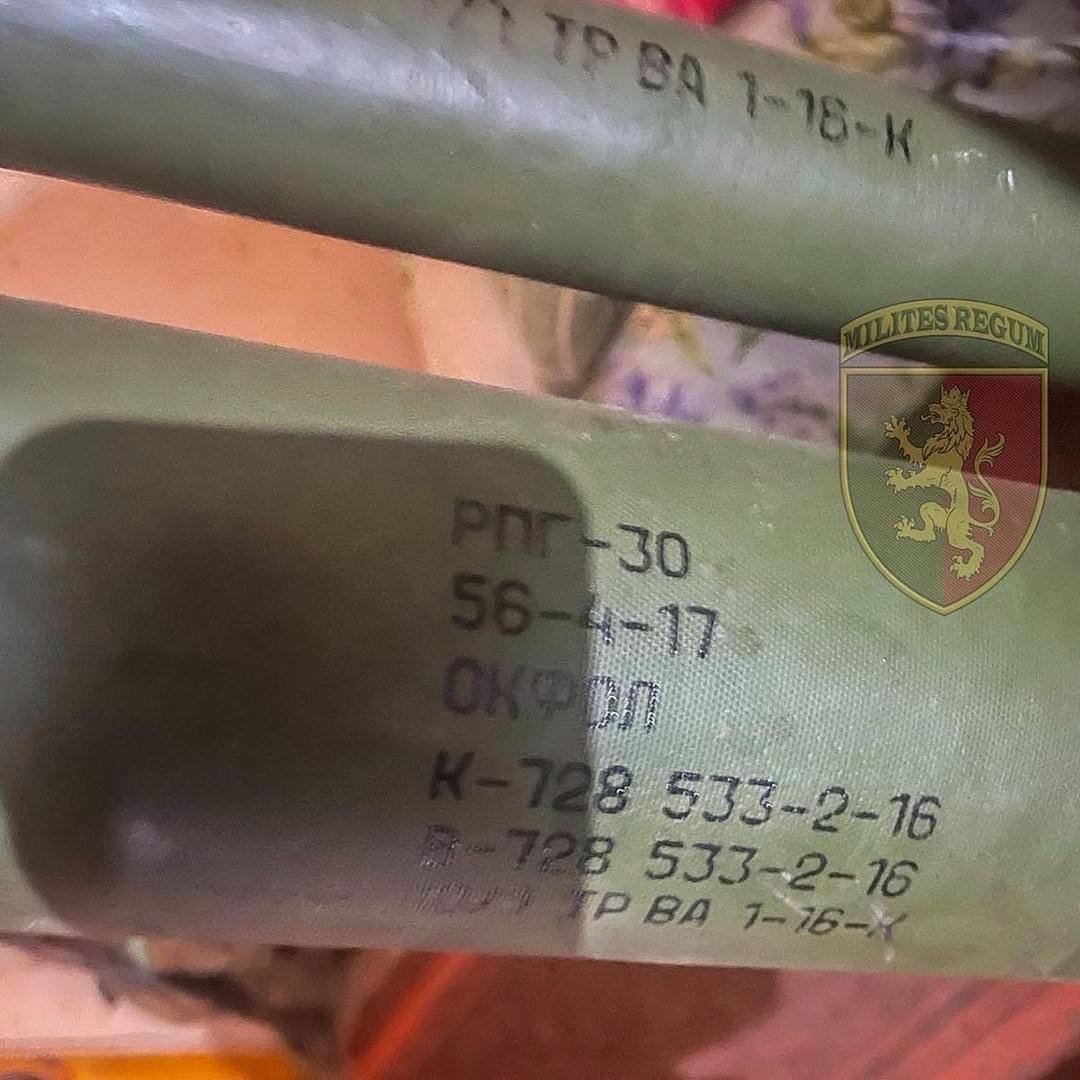 ТР ВА 1-16-К
MILITES REGUM
РПГ-30
56-4-17
ОКФОЛ
К-728 533-2-16
В-728 533-2-16
ТР ВА 1-16-К